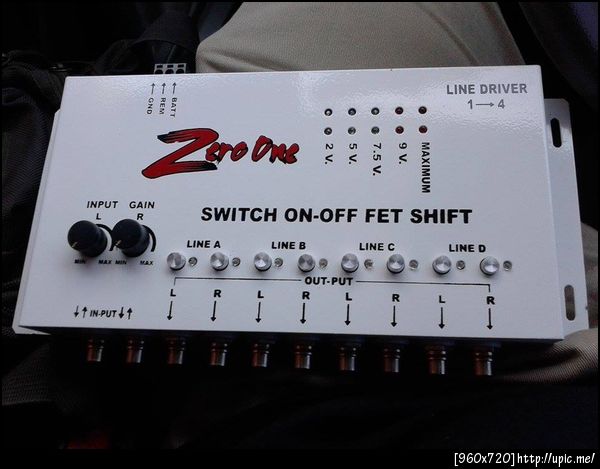 LINE DRIVER
1→4
←BATT
←REM
←GND
Zero One
2 V.
5 V.
7.5 V.
9 V.
MAXIMUM
SWITCH ON-OFF FET SHIFT
INPUT GAIN
L R
MIN MAX MIN MAX
LINE A LINE B LINE C LINE D
OUT-PUT
L R L R L R L R
↓↑ IN-PUT ↓↑
[960x720]http://upic.me/